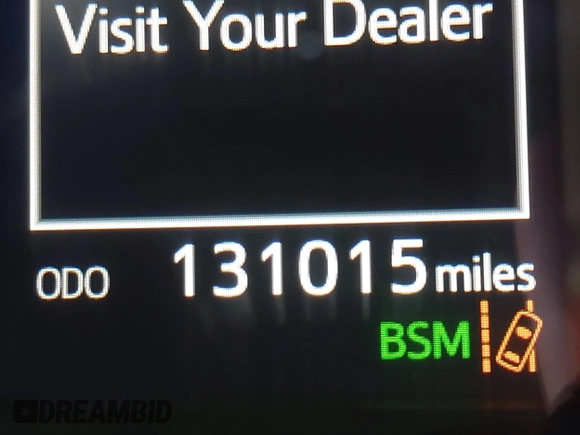 Visit Your Dealer
ODO 131015 miles
BSM
DREAMBID